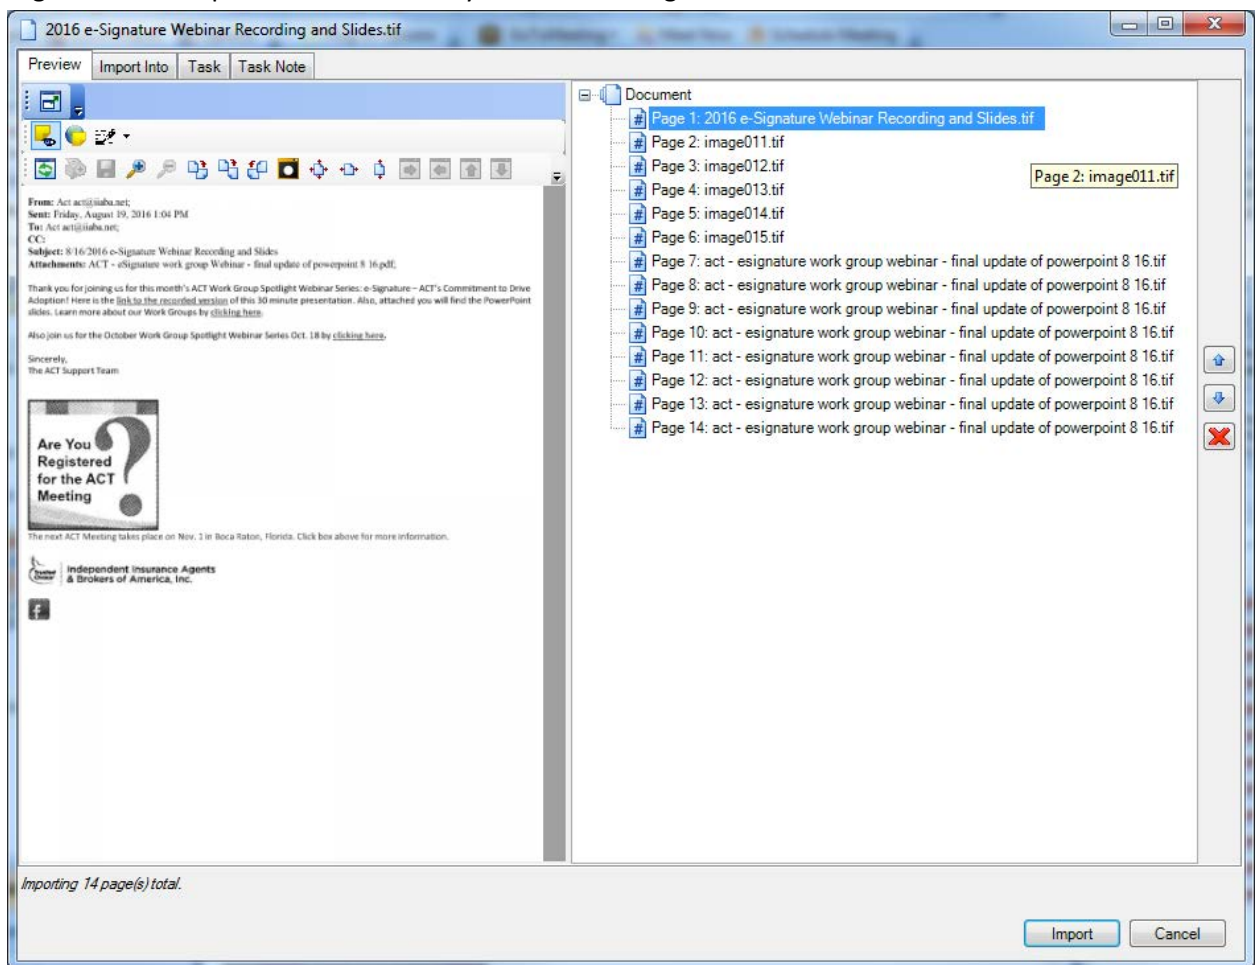 2016 e-Signature Webinar Recording and Slides.tif
Preview Import Into Task Task Note
From: Act act@iiaba.net;
Sent: Friday, August 19, 2016 1:04 PM
To: Act act@iiaba.net;
CC:
Subject: 8/16/2016 e-Signature Webinar Recording and Slides
Attachments: ACT - eSignature work group Webinar - final update of powerpoint 8 16.pdf;
Thank you for joining us for this month's ACT Work Group Spotlight Webinar Series: e-Signature – ACT's Commitment to Drive
Adoption! Here is the link to the recorded version of this 30 minute presentation. Also, attached you will find the PowerPoint
slides. Learn more about our Work Groups by clicking here.
Also join us for the October Work Group Spotlight Webinar Series Oct. 18 by clicking here.
Sincerely,
The ACT Support Team
Are You
Registered
for the ACT
Meeting
?
The next ACT Meeting takes place on Nov. 1 in Boca Raton, Florida. Click box above for more information.
Trusted Choice
Independent Insurance Agents
& Brokers of America, Inc.
f
Document
Page 1: 2016 e-Signature Webinar Recording and Slides.tif
Page 2: image011.tif
Page 3: image012.tif
Page 2: image011.tif
Page 4: image013.tif
Page 5: image014.tif
Page 6: image015.tif
Page 7: act - esignature work group webinar - final update of powerpoint 8 16.tif
Page 8: act - esignature work group webinar - final update of powerpoint 8 16.tif
Page 9: act - esignature work group webinar - final update of powerpoint 8 16.tif
Page 10: act - esignature work group webinar - final update of powerpoint 8 16.tif
Page 11: act - esignature work group webinar - final update of powerpoint 8 16.tif
Page 12: act - esignature work group webinar - final update of powerpoint 8 16.tif
Page 13: act - esignature work group webinar - final update of powerpoint 8 16.tif
Page 14: act - esignature work group webinar - final update of powerpoint 8 16.tif
Importing 14 page(s) total.
Import Cancel